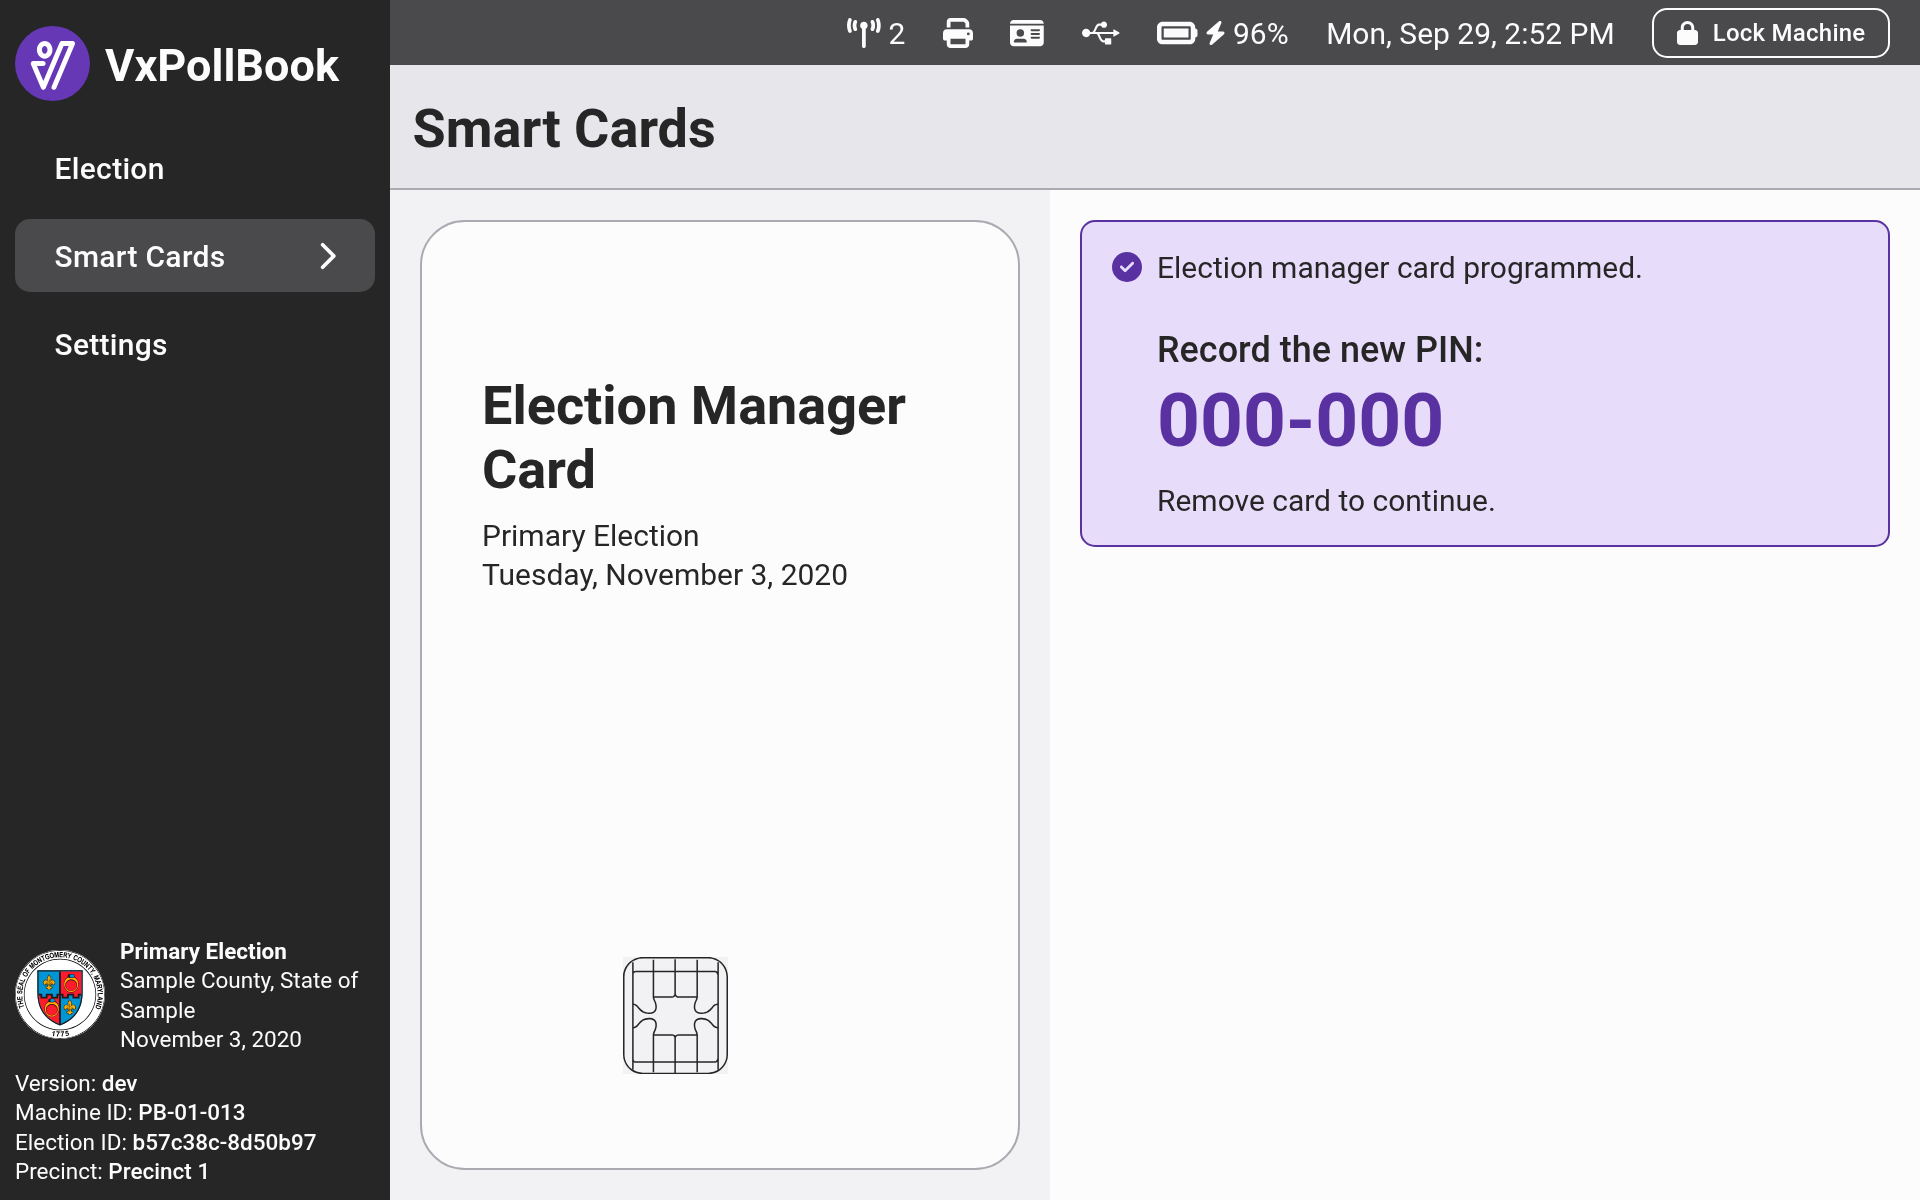 VxPollBook
2
96%
Mon, Sep 29, 2:52 PM
Lock Machine
Election
Smart Cards
Settings
Smart Cards
Election Manager
Card
Primary Election
Tuesday, November 3, 2020
Election manager card programmed.
Record the new PIN:
000-000
Remove card to continue.
THE SEAL OF MONTGOMERY COUNTY, MARYLAND
1775
Primary Election
Sample County, State of
Sample
November 3, 2020
Version: dev
Machine ID: PB-01-013
Election ID: b57c38c-8d50b97
Precinct: Precinct 1